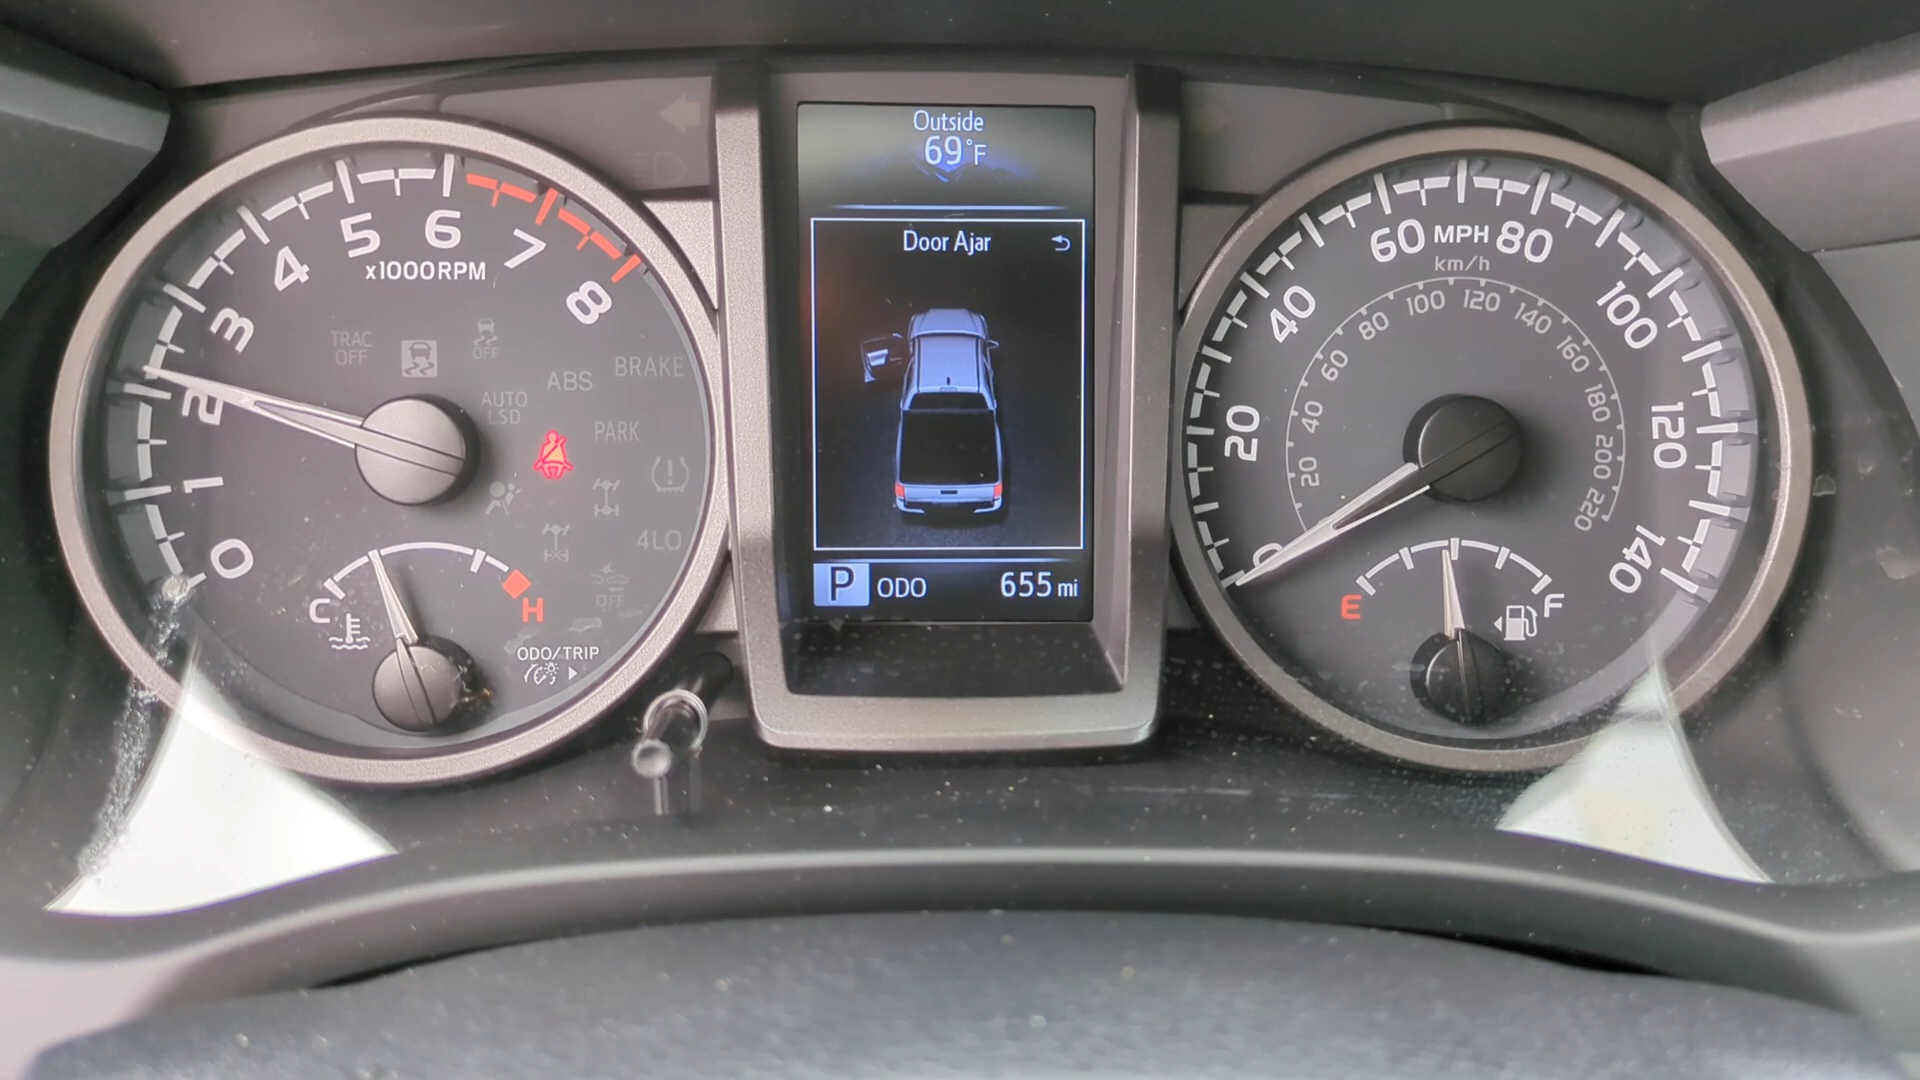 Outside
69°F
Door Ajar
P ODO 655 mi
0
1
2
3
4
5
6
7
8
x1000RPM
TRAC
OFF
OFF
ABS
BRAKE
AUTO
LSD
PARK
4LO
OFF
C
H
ODO/TRIP
0
20
40
60
MPH
80
100
120
140
km/h
20
40
60
80
100
120
140
160
180
200
220
E
F